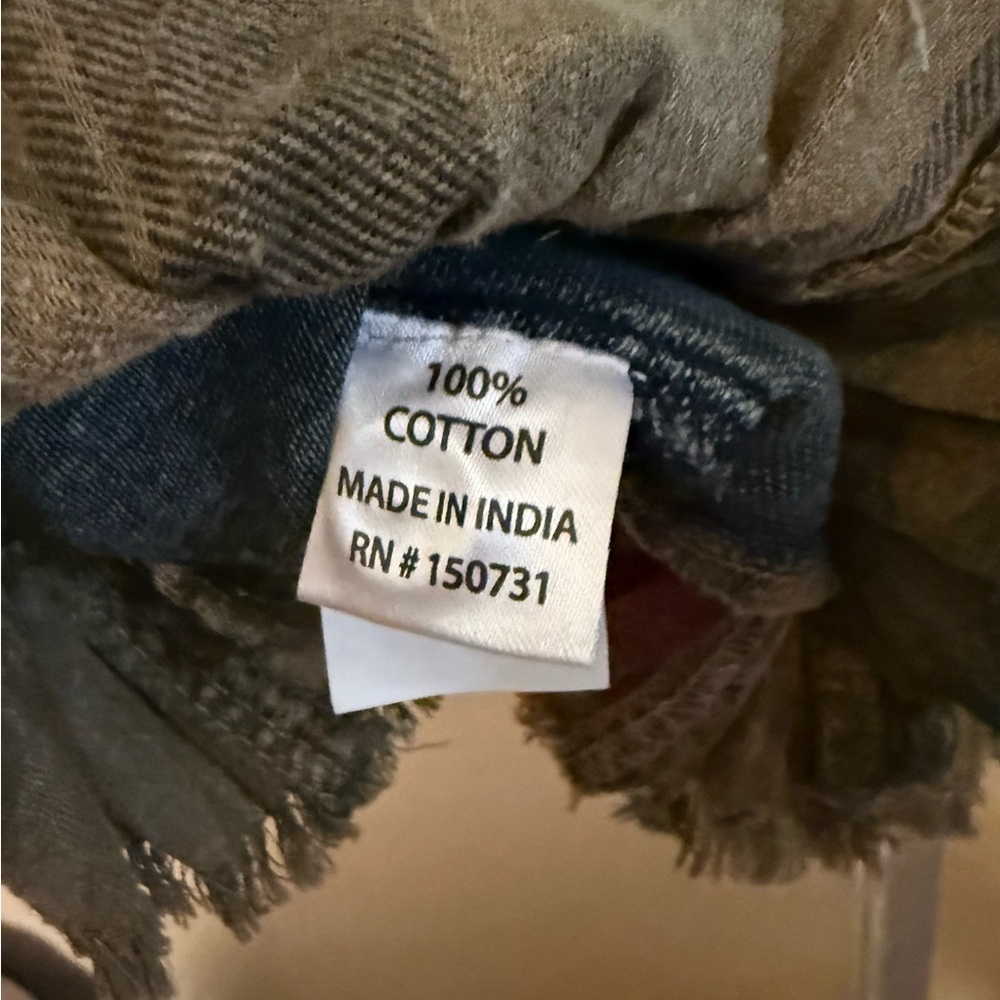 100%
COTTON
MADE IN INDIA
RN # 150731